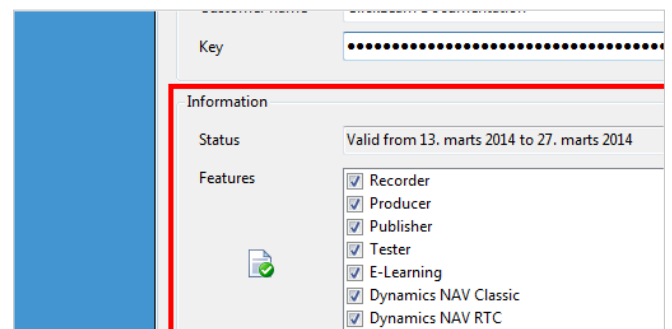 Key
Information
Status Valid from 13. marts 2014 to 27. marts 2014
Features
Recorder
Producer
Publisher
Tester
E-Learning
Dynamics NAV Classic
Dynamics NAV RTC